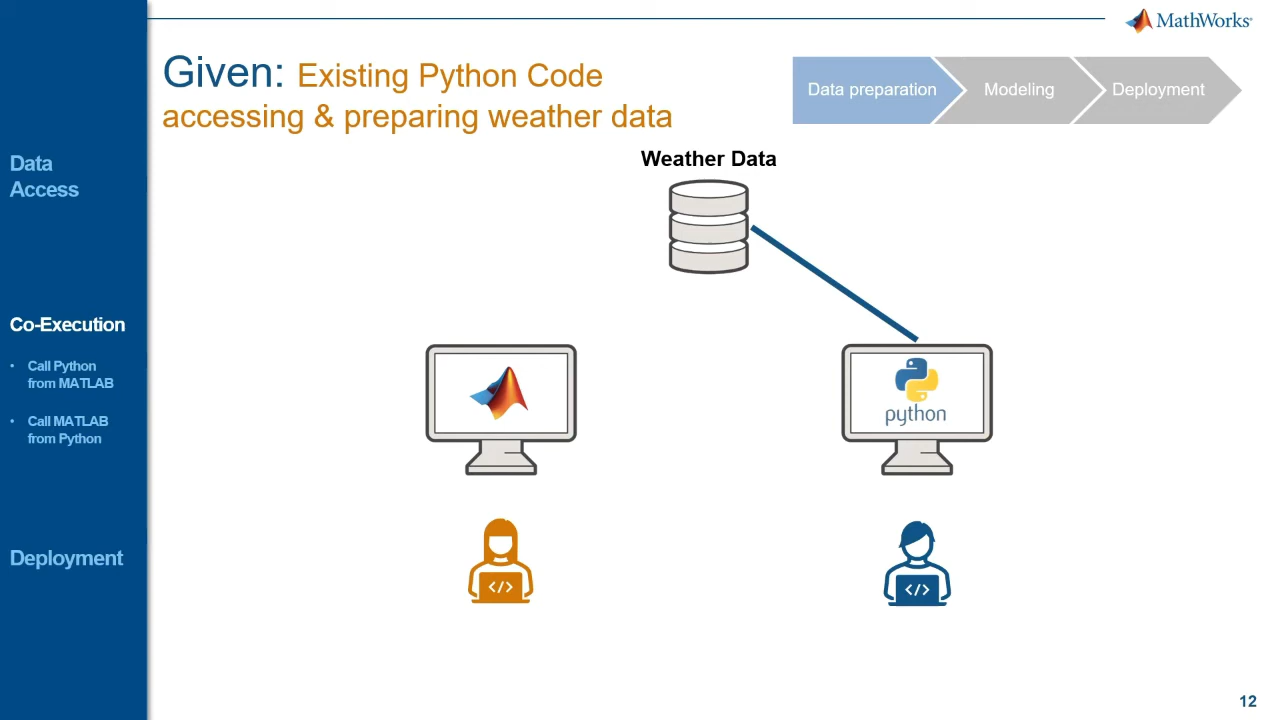 MathWorks®
Given: Existing Python Code
accessing & preparing weather data
Data preparation
Modeling
Deployment
Data
Access
Co-Execution
• Call Python
from MATLAB
• Call MATLAB
from Python
Deployment
Weather Data
python
</>
</>
12